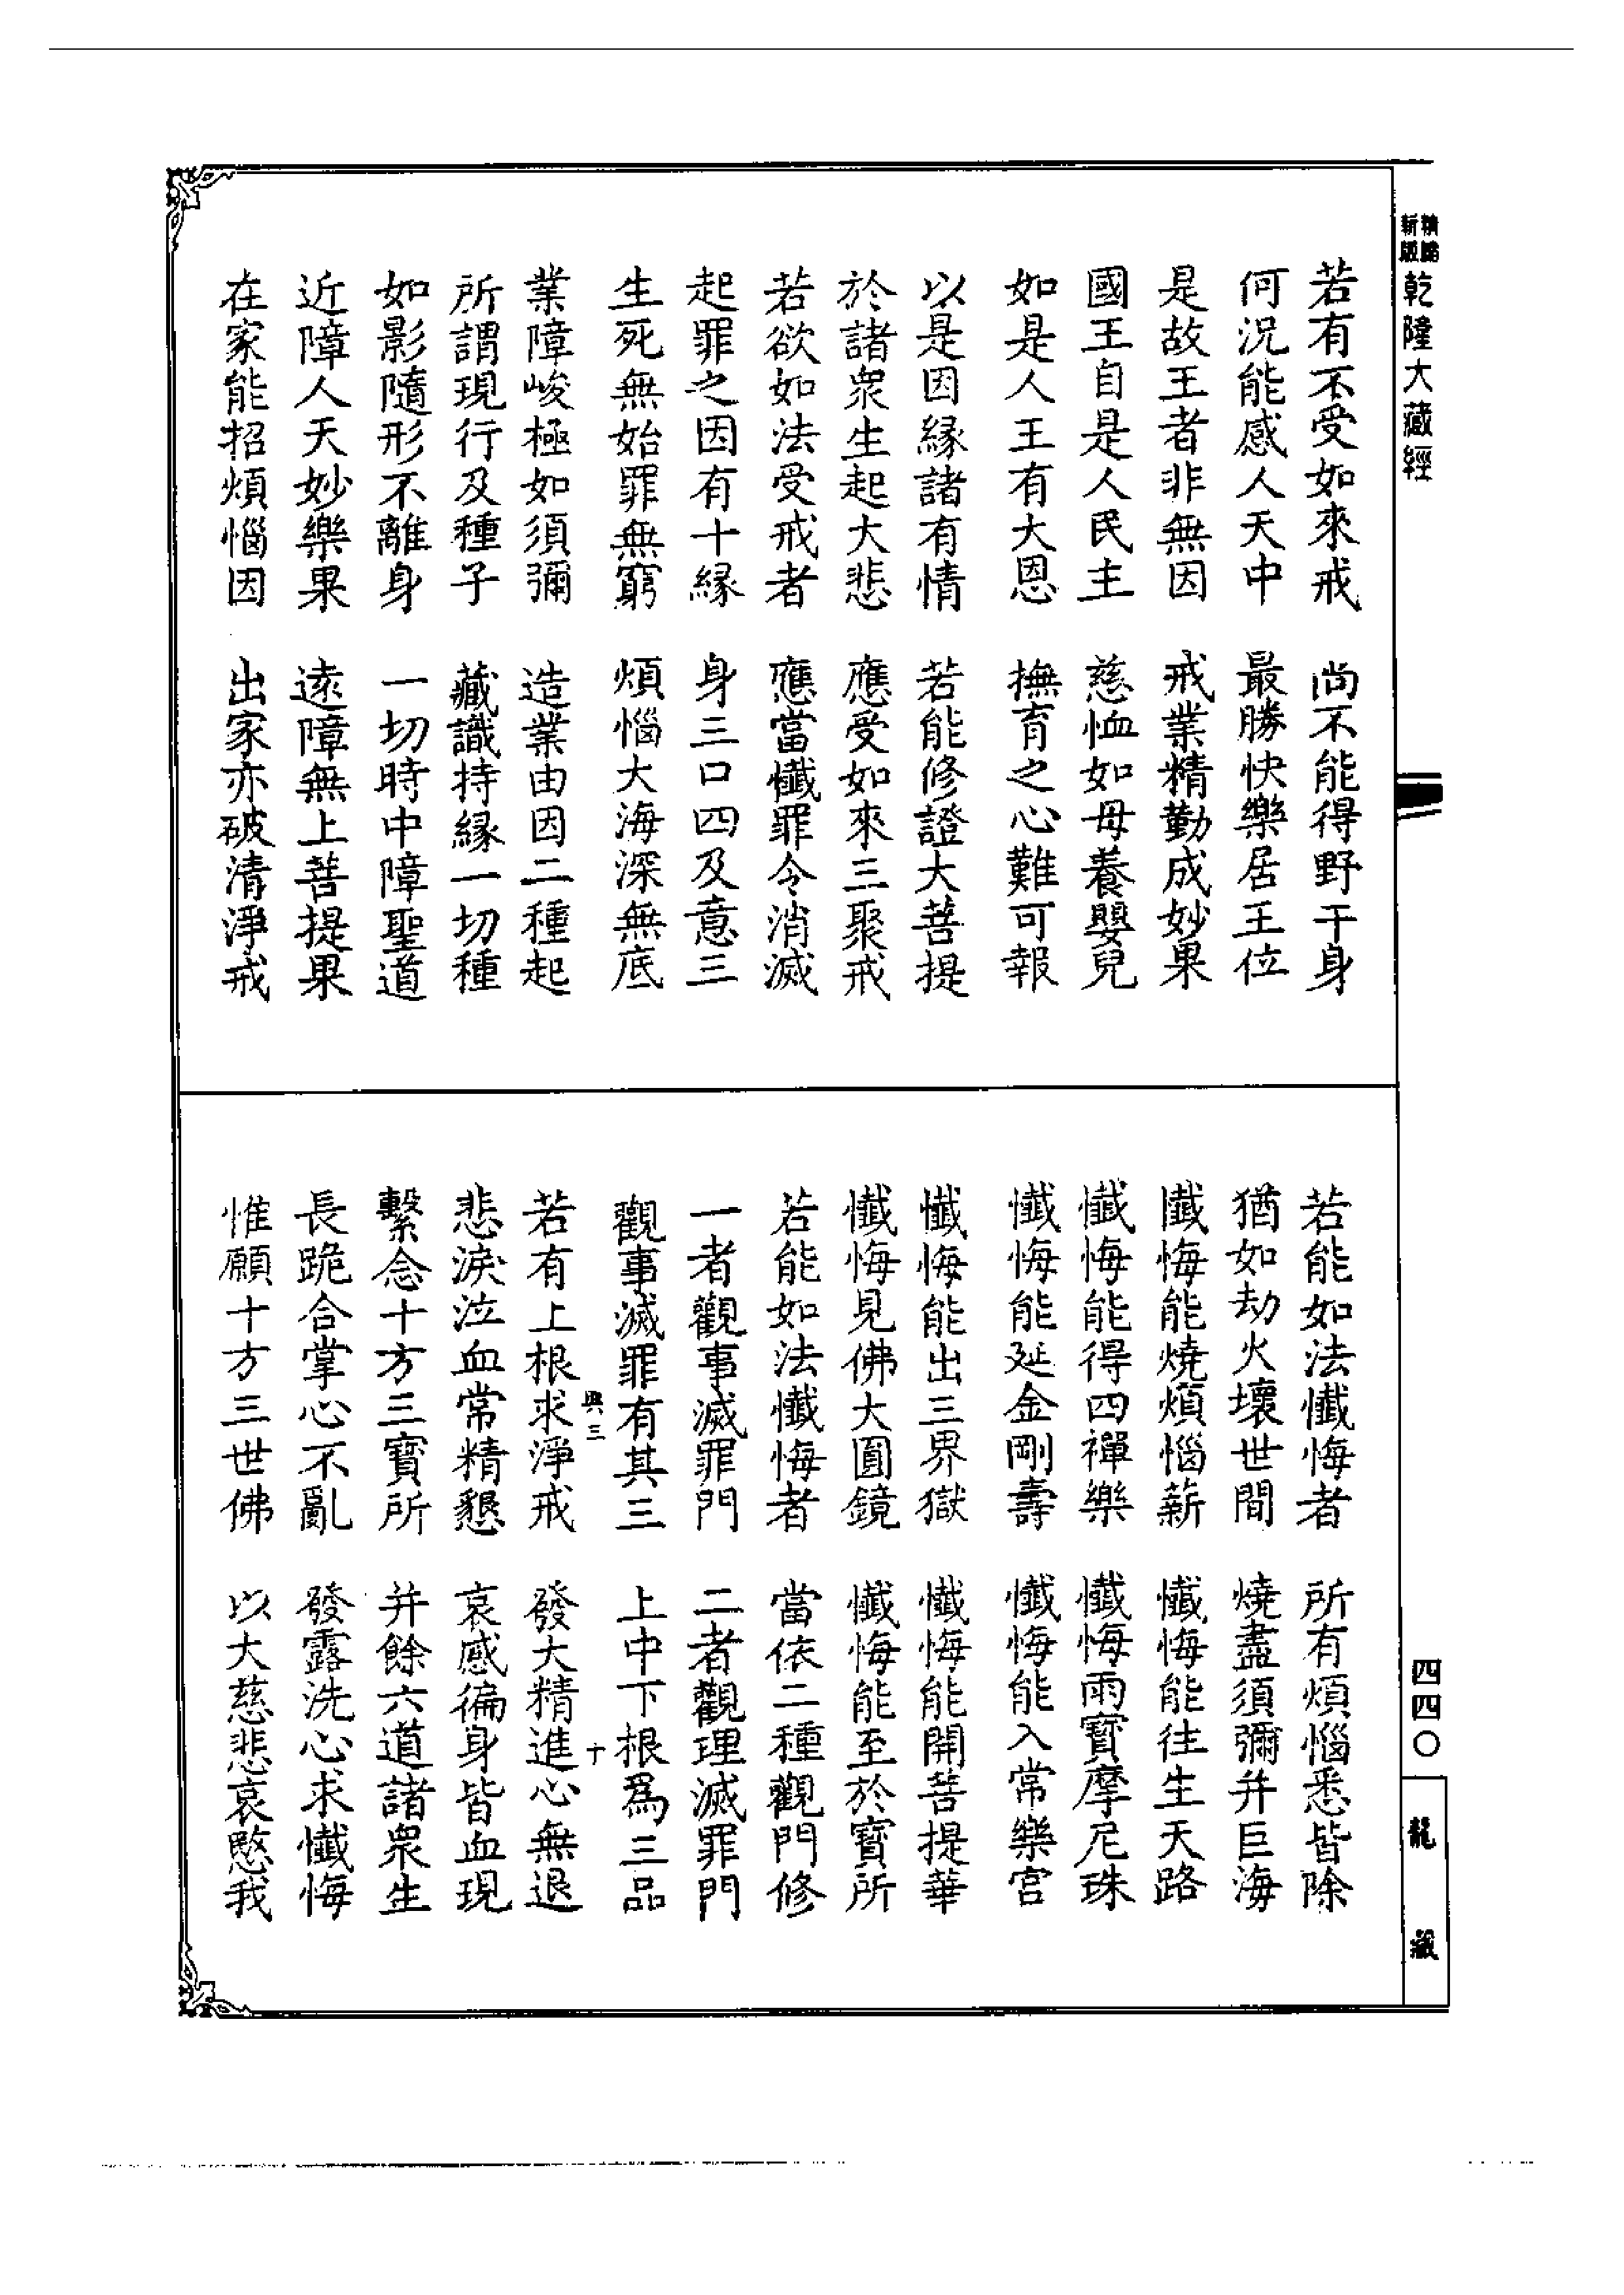 精縮新版乾隆大藏經
若有不受如來戒　尚不能得野干身
何況能感人天中　最勝快樂居王位
是故王者非無因　戒業精勤成妙果
國王自是人民主　慈恤如母養嬰兒
如是人王有大恩　撫育之心難可報
以是因緣諸有情　若能修證大菩提
於諸眾生起大悲　應受如來三聚戒
若欲如法受戒者　應當懺罪令消滅
起罪之因有十緣　身三口四及意三
生死無始罪無窮　煩惱大海深無底
業障峻極如須彌　造業由因二種起
所謂現行及種子　藏識持緣一切種
如影隨形不離身　一切時中障聖道
近障人天妙樂果　遠障無上菩提果
在家能招煩惱因　出家亦破清淨戒
若能如法懺悔者　所有煩惱悉皆除
猶如劫火壞世間　燒盡須彌并巨海
懺悔能燒煩惱薪　懺悔能往生天路
懺悔能得四禪樂　懺悔雨寶摩尼珠
懺悔能延金剛壽　懺悔能入常樂宮
懺悔能出三界獄　懺悔能開菩提華
懺悔見佛大圓鏡　懺悔能至於寶所
若能如法懺悔者　當依二種觀門修
一者觀事滅罪門　二者觀理滅罪門
觀事滅罪有其三　上中下根為三品
興三　十
若有上根求淨戒　發大精進心無退
悲淚泣血常精懇　哀感徧身皆血現
繫念十方三寶所　并餘六道諸眾生
長跪合掌心不亂　發露洗心求懺悔
惟願十方三世佛　以大慈悲哀愍我
四四〇
龍藏